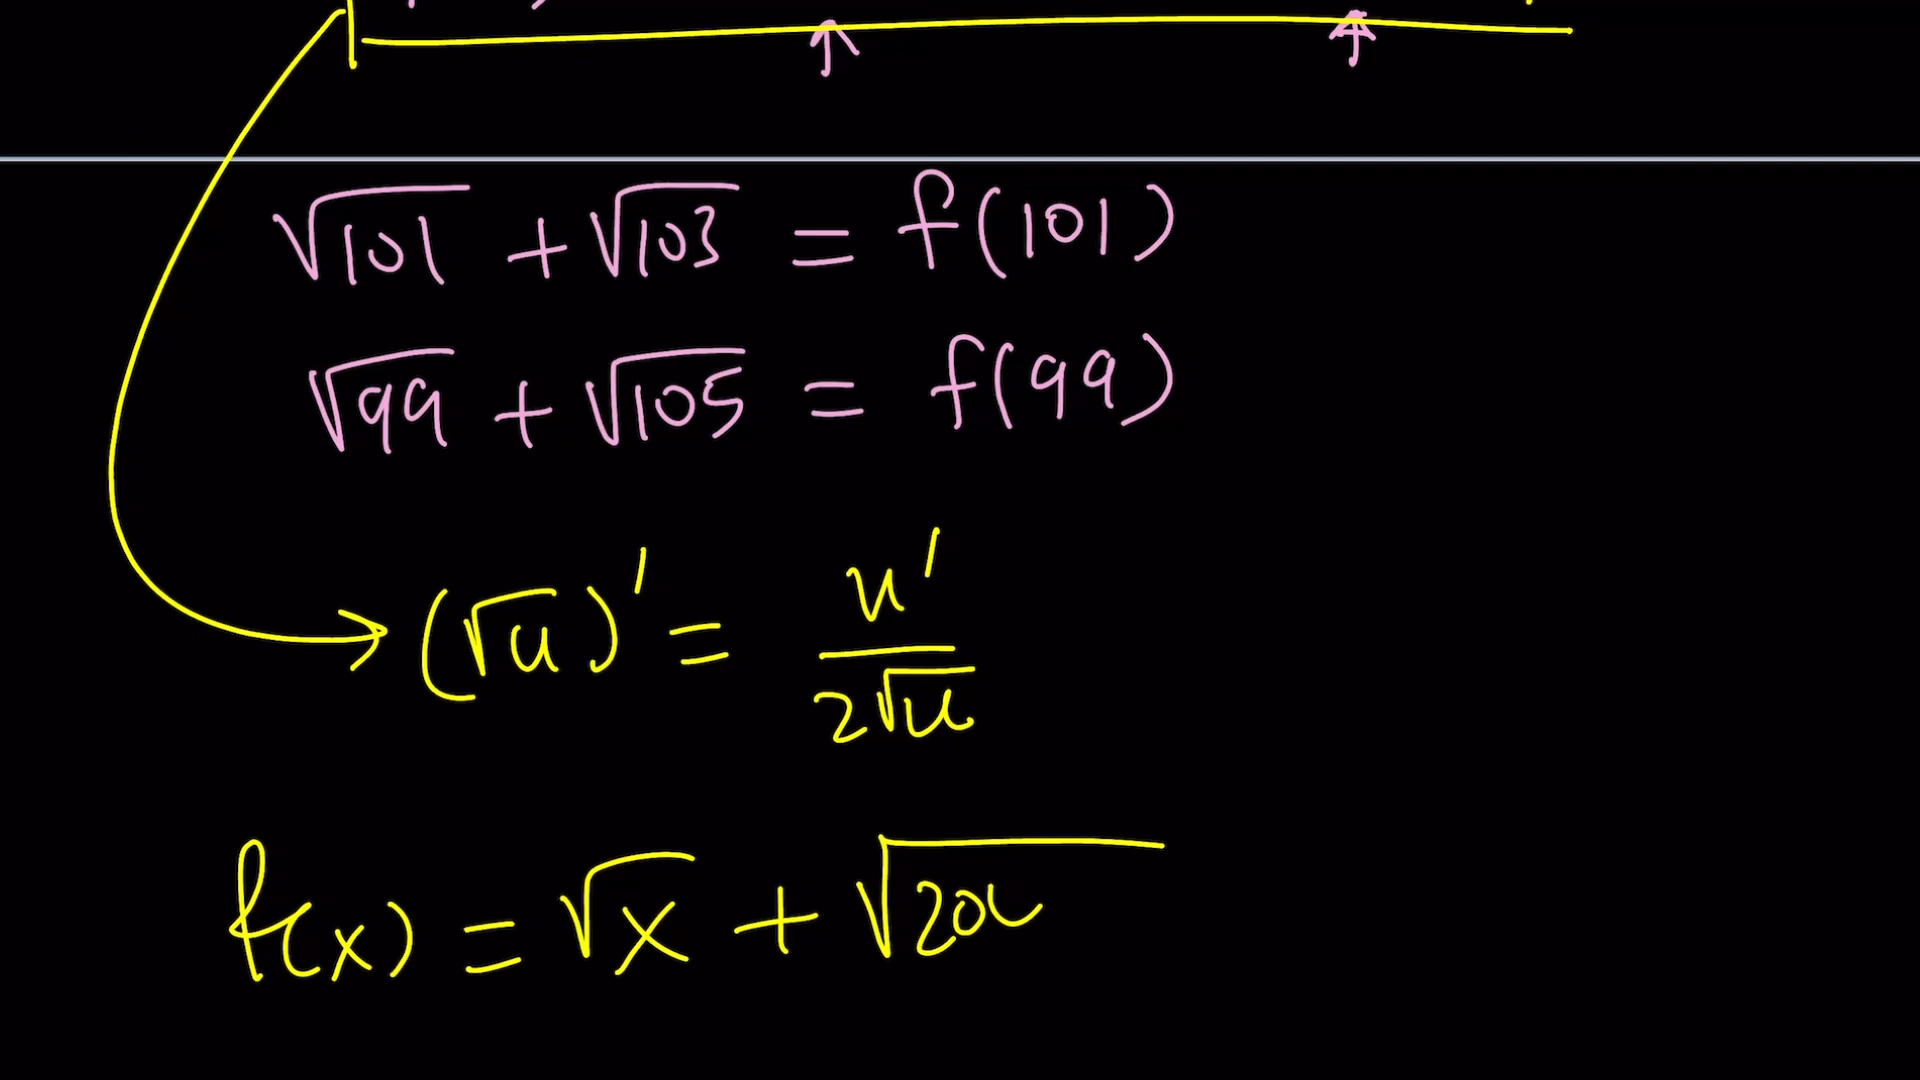 √101 + √103 = f(101)
√99 + √105 = f(99)
(√u)' = u' / 2√u
f(x) = √x + √20